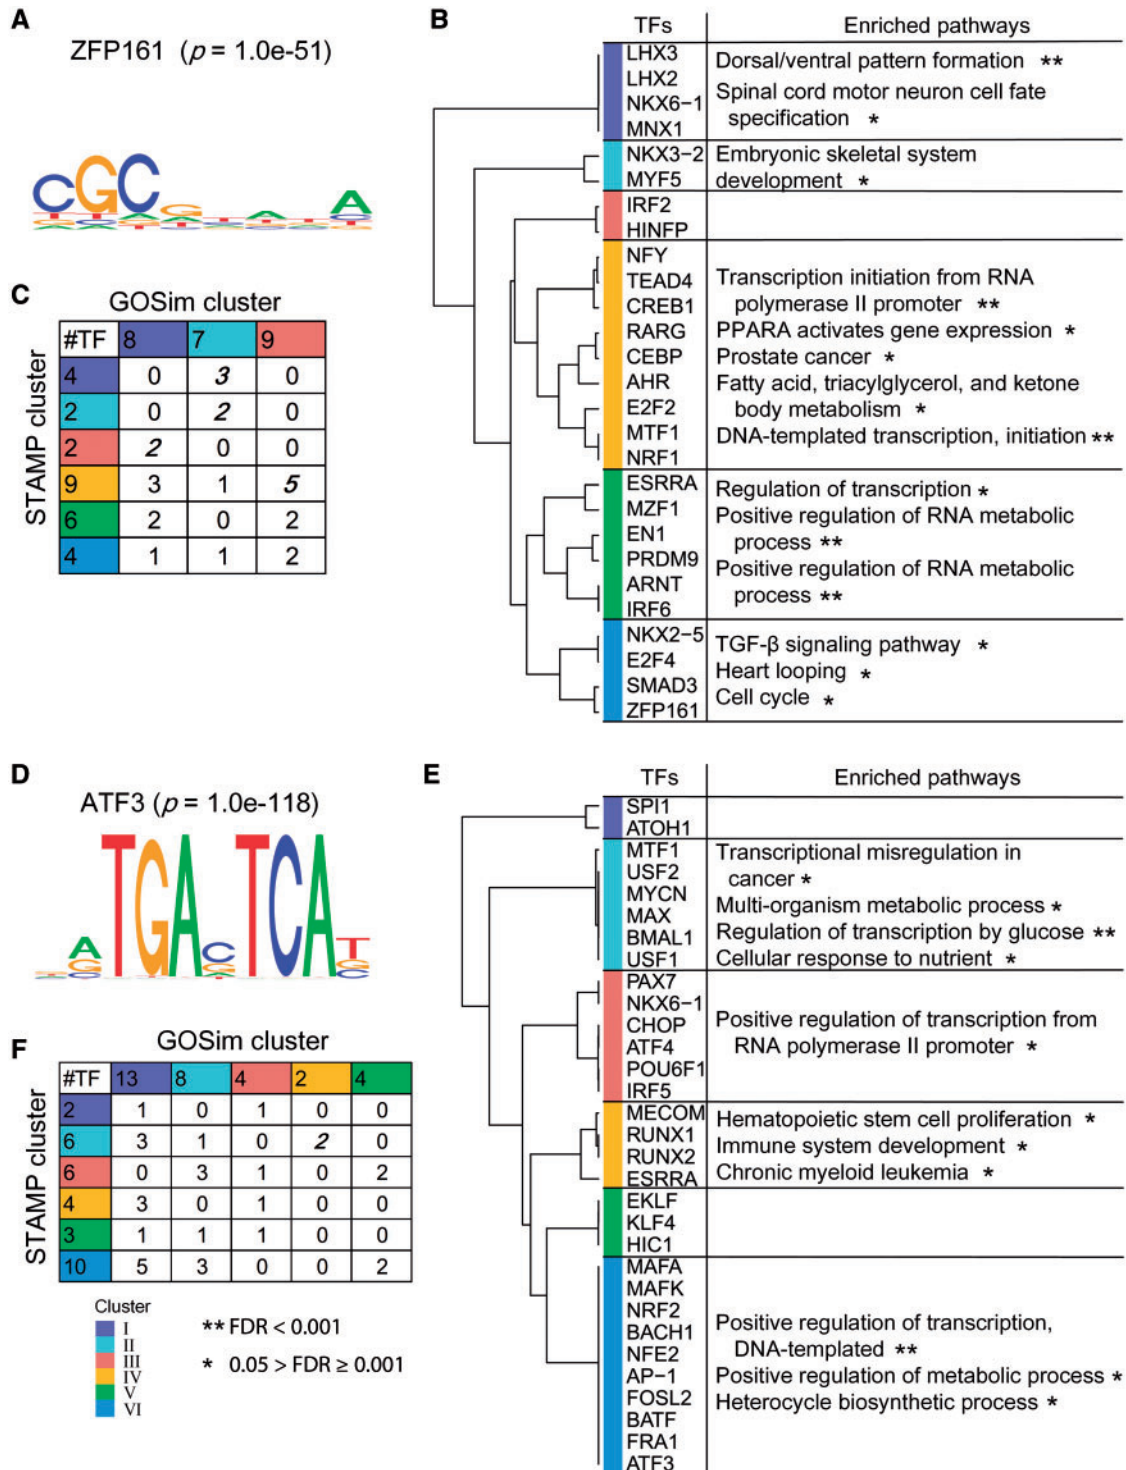 A
ZFP161 (p = 1.0e-51)
CGCG A A
B
TFs Enriched pathways
LHX3
LHX2
NKX6−1
MNX1
Dorsal/ventral pattern formation **
Spinal cord motor neuron cell fate
specification *
NKX3−2
MYF5
Embryonic skeletal system
development *
IRF2
HINFP
NFY
TEAD4
CREB1
RARG
CEBP
AHR
E2F2
MTF1
NRF1
Transcription initiation from RNA
polymerase II promoter **
PPARA activates gene expression *
Prostate cancer *
Fatty acid, triacylglycerol, and ketone
body metabolism *
DNA-templated transcription, initiation **
ESRRA
MZF1
EN1
PRDM9
ARNT
IRF6
Regulation of transcription *
Positive regulation of RNA metabolic
process **
Positive regulation of RNA metabolic
process **
NKX2−5
E2F4
SMAD3
ZFP161
TGF-β signaling pathway *
Heart looping *
Cell cycle *
C
GOSim cluster
STAMP cluster
#TF 8 7 9
4 0 3 0
2 0 2 0
2 2 0 0
9 3 1 5
6 2 0 2
4 1 1 2
D
ATF3 (p = 1.0e-118)
ATGACTCAT
E
TFs Enriched pathways
SPI1
ATOH1
MTF1
USF2
MYCN
MAX
BMAL1
USF1
Transcriptional misregulation in
cancer *
Multi-organism metabolic process *
Regulation of transcription by glucose **
Cellular response to nutrient *
PAX7
NKX6−1
CHOP
ATF4
POU6F1
IRF5
Positive regulation of transcription from
RNA polymerase II promoter *
MECOM
RUNX1
RUNX2
ESRRA
Hematopoietic stem cell proliferation *
Immune system development *
Chronic myeloid leukemia *
EKLF
KLF4
HIC1
MAFA
MAFK
NRF2
BACH1
NFE2
AP−1
FOSL2
BATF
FRA1
ATF3
Positive regulation of transcription,
DNA-templated **
Positive regulation of metabolic process *
Heterocycle biosynthetic process *
F
GOSim cluster
STAMP cluster
#TF 13 8 4 2 4
2 1 0 1 0 0
6 3 1 0 2 0
6 0 3 1 0 2
4 3 0 1 0 0
3 1 1 1 0 0
10 5 3 0 0 2
Cluster
I
II
III
IV
V
VI
** FDR < 0.001
* 0.05 > FDR ≥ 0.001